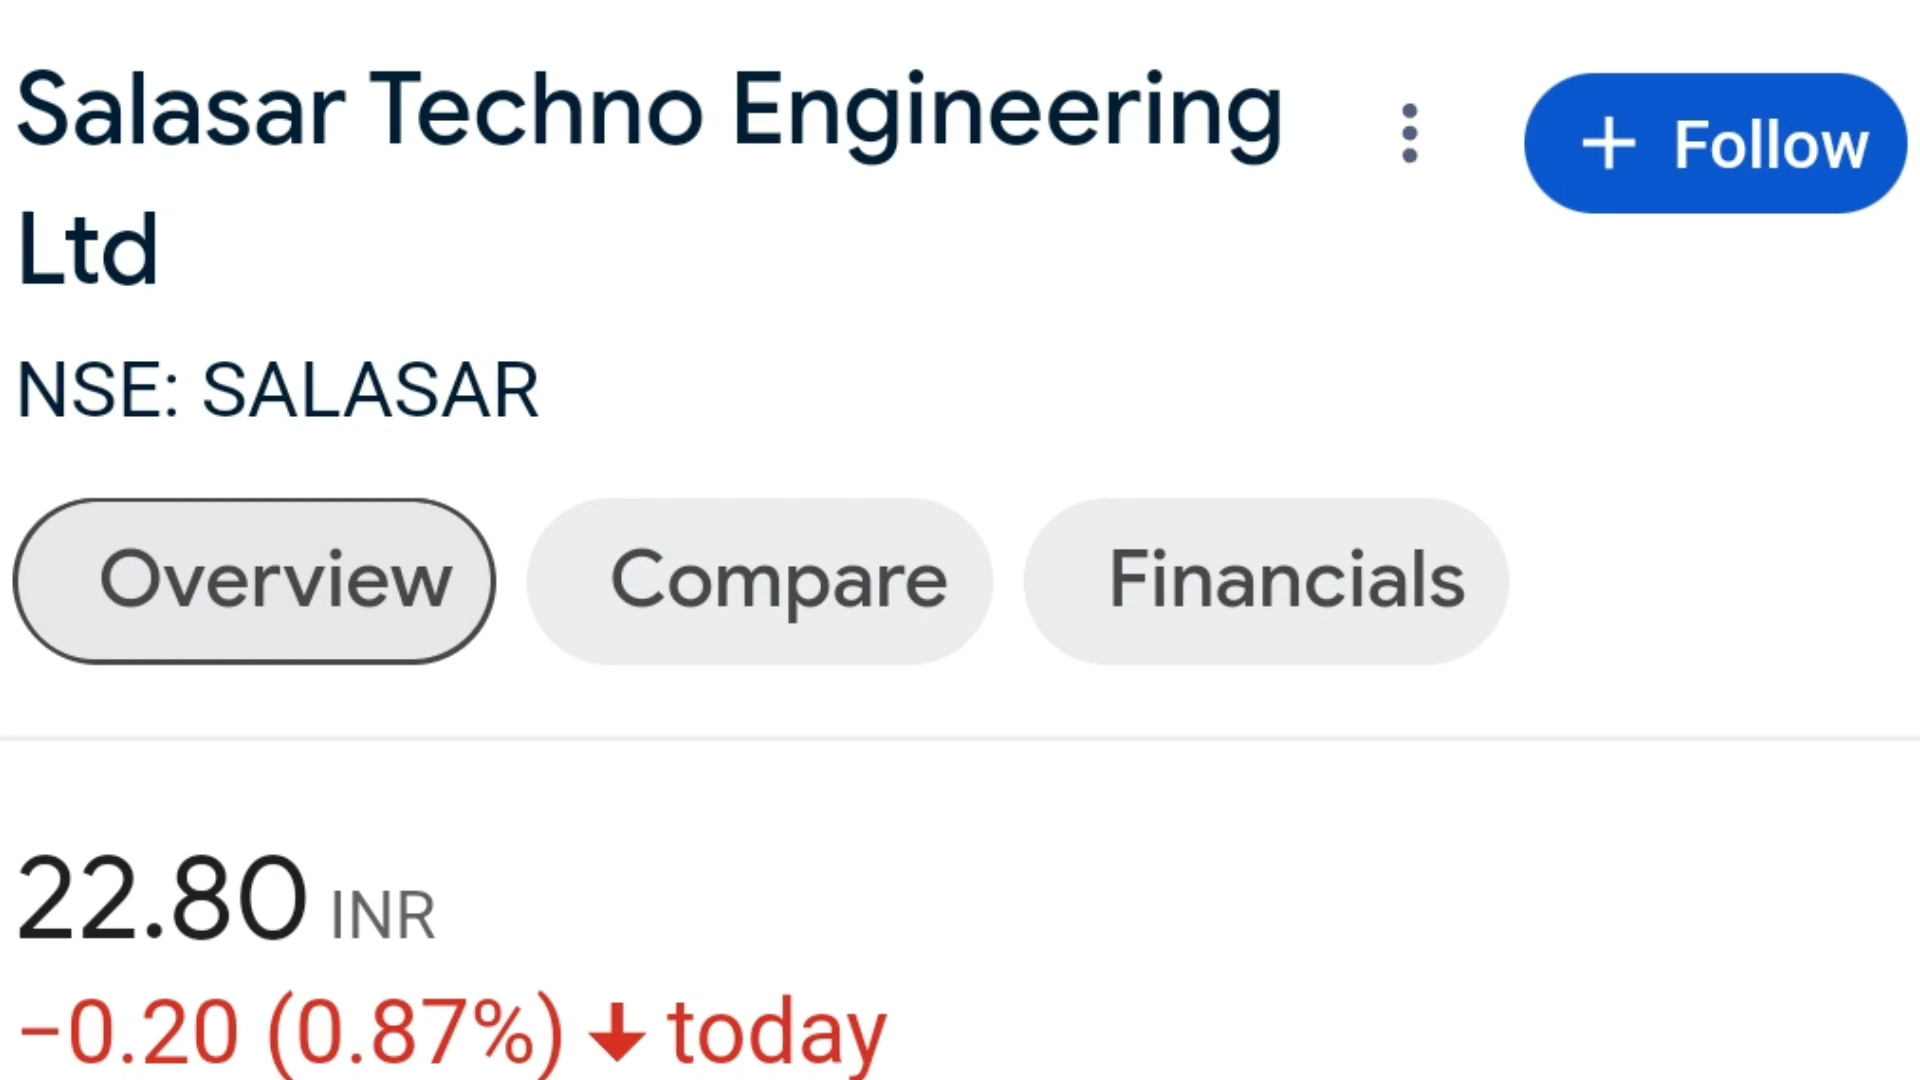 Salasar Techno Engineering
Ltd
+ Follow
NSE: SALASAR
Overview
Compare
Financials
22.80 INR
−0.20 (0.87%) ↓ today